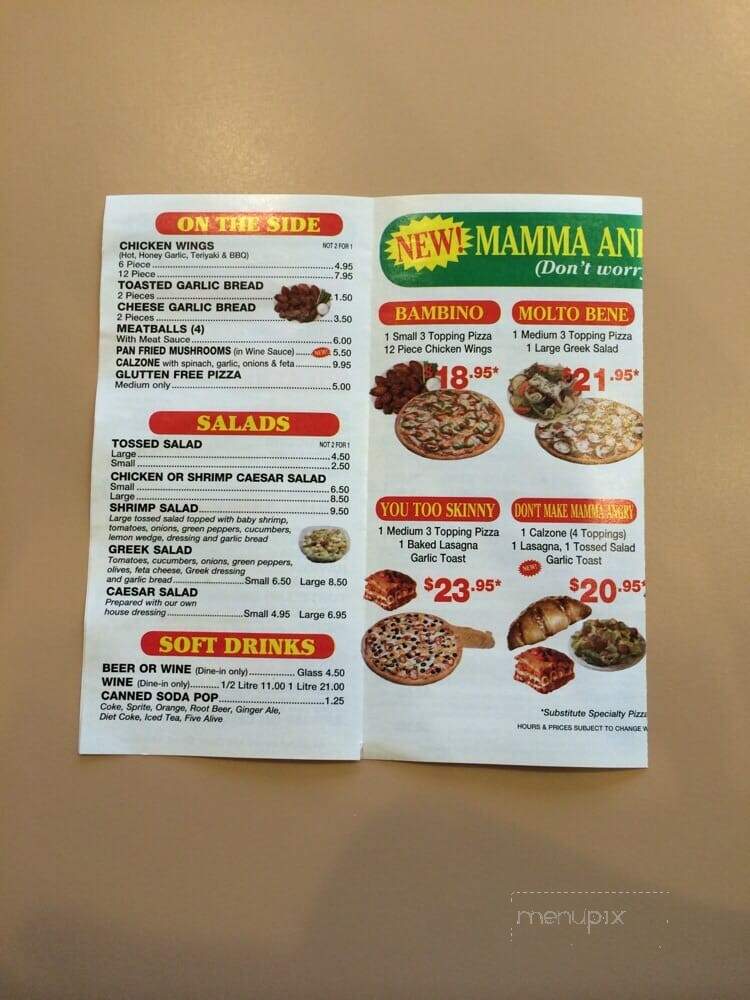 ON THE SIDE
CHICKEN WINGS NOT 2 FOR 1
(Hot, Honey Garlic, Teriyaki & BBQ)
6 Piece 4.95
12 Piece 7.95
TOASTED GARLIC BREAD
2 Pieces 1.50
CHEESE GARLIC BREAD
2 Pieces 3.50
MEATBALLS (4)
With Meat Sauce 6.00
PAN FRIED MUSHROOMS (in Wine Sauce) NEW! 5.50
CALZONE with spinach, garlic, onions & feta 9.95
GLUTTEN FREE PIZZA
Medium only 5.00
SALADS
TOSSED SALAD NOT 2 FOR 1
Large 4.50
Small 2.50
CHICKEN OR SHRIMP CAESAR SALAD
Small 6.50
Large 8.50
SHRIMP SALAD 9.50
Large tossed salad topped with baby shrimp,
tomatoes, onions, green peppers, cucumbers,
lemon wedge, dressing and garlic bread
GREEK SALAD
Tomatoes, cucumbers, onions, green peppers,
olives, feta cheese, Greek dressing
and garlic bread Small 6.50 Large 8.50
CAESAR SALAD
Prepared with our own
house dressing Small 4.95 Large 6.95
SOFT DRINKS
BEER OR WINE (Dine-in only) Glass 4.50
WINE (Dine-in only) 1/2 Litre 11.00 1 Litre 21.00
CANNED SODA POP 1.25
Coke, Sprite, Orange, Root Beer, Ginger Ale,
Diet Coke, Iced Tea, Five Alive
NEW! MAMMA AN
(Don't worr
BAMBINO
1 Small 3 Topping Pizza
12 Piece Chicken Wings
$18.95*
MOLTO BENE
1 Medium 3 Topping Pizza
1 Large Greek Salad
$21.95*
YOU TOO SKINNY
1 Medium 3 Topping Pizza
1 Baked Lasagna
Garlic Toast
$23.95*
DON'T MAKE MAMMA ANGRY
1 Calzone (4 Toppings)
1 Lasagna, 1 Tossed Salad
Garlic Toast
NEW!
$20.95*
*Substitute Specialty Pizza
HOURS & PRICES SUBJECT TO CHANGE W
menupix